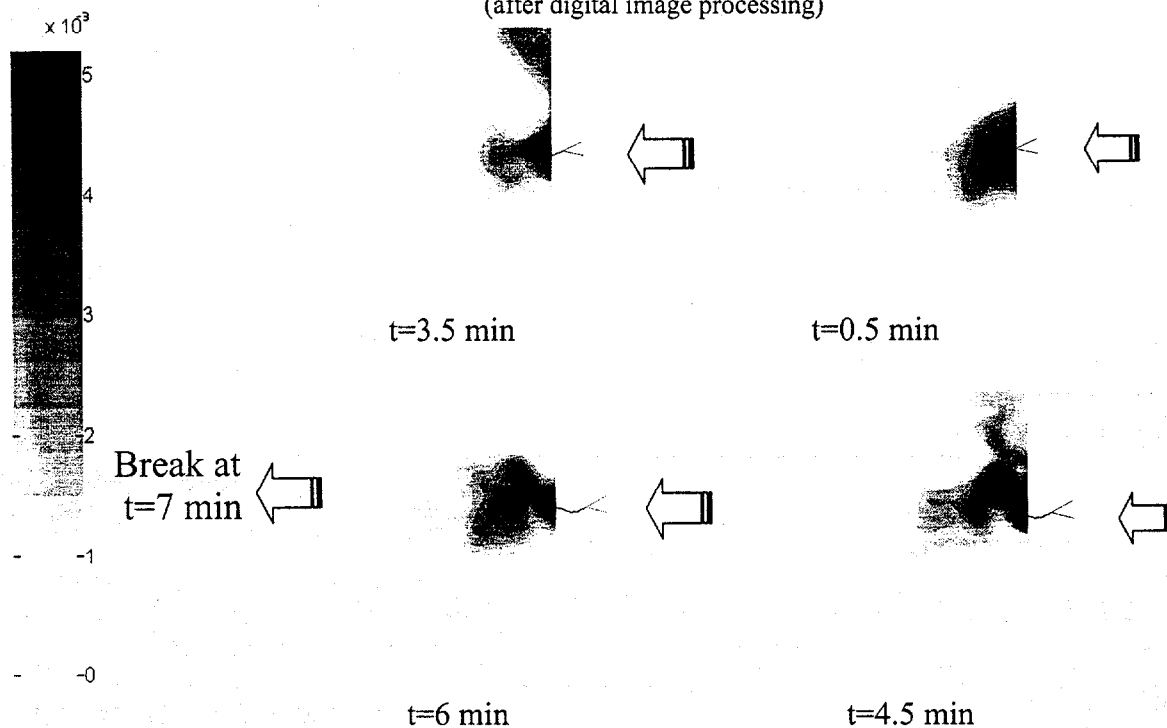 (after digital image processing)
x 10³
5
4
3
-2
-1
-0
t=3.5 min
t=0.5 min
Break at
t=7 min
t=6 min
t=4.5 min